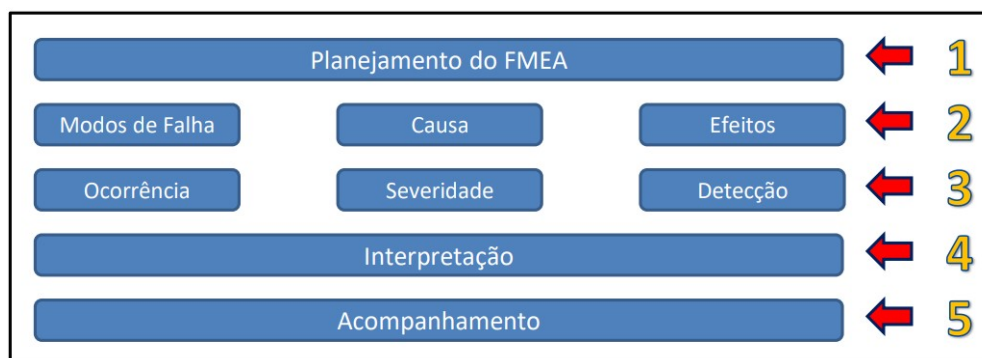 Planejamento do FMEA 1
Modos de Falha Causa Efeitos 2
Ocorrência Severidade Detecção 3
Interpretação 4
Acompanhamento 5